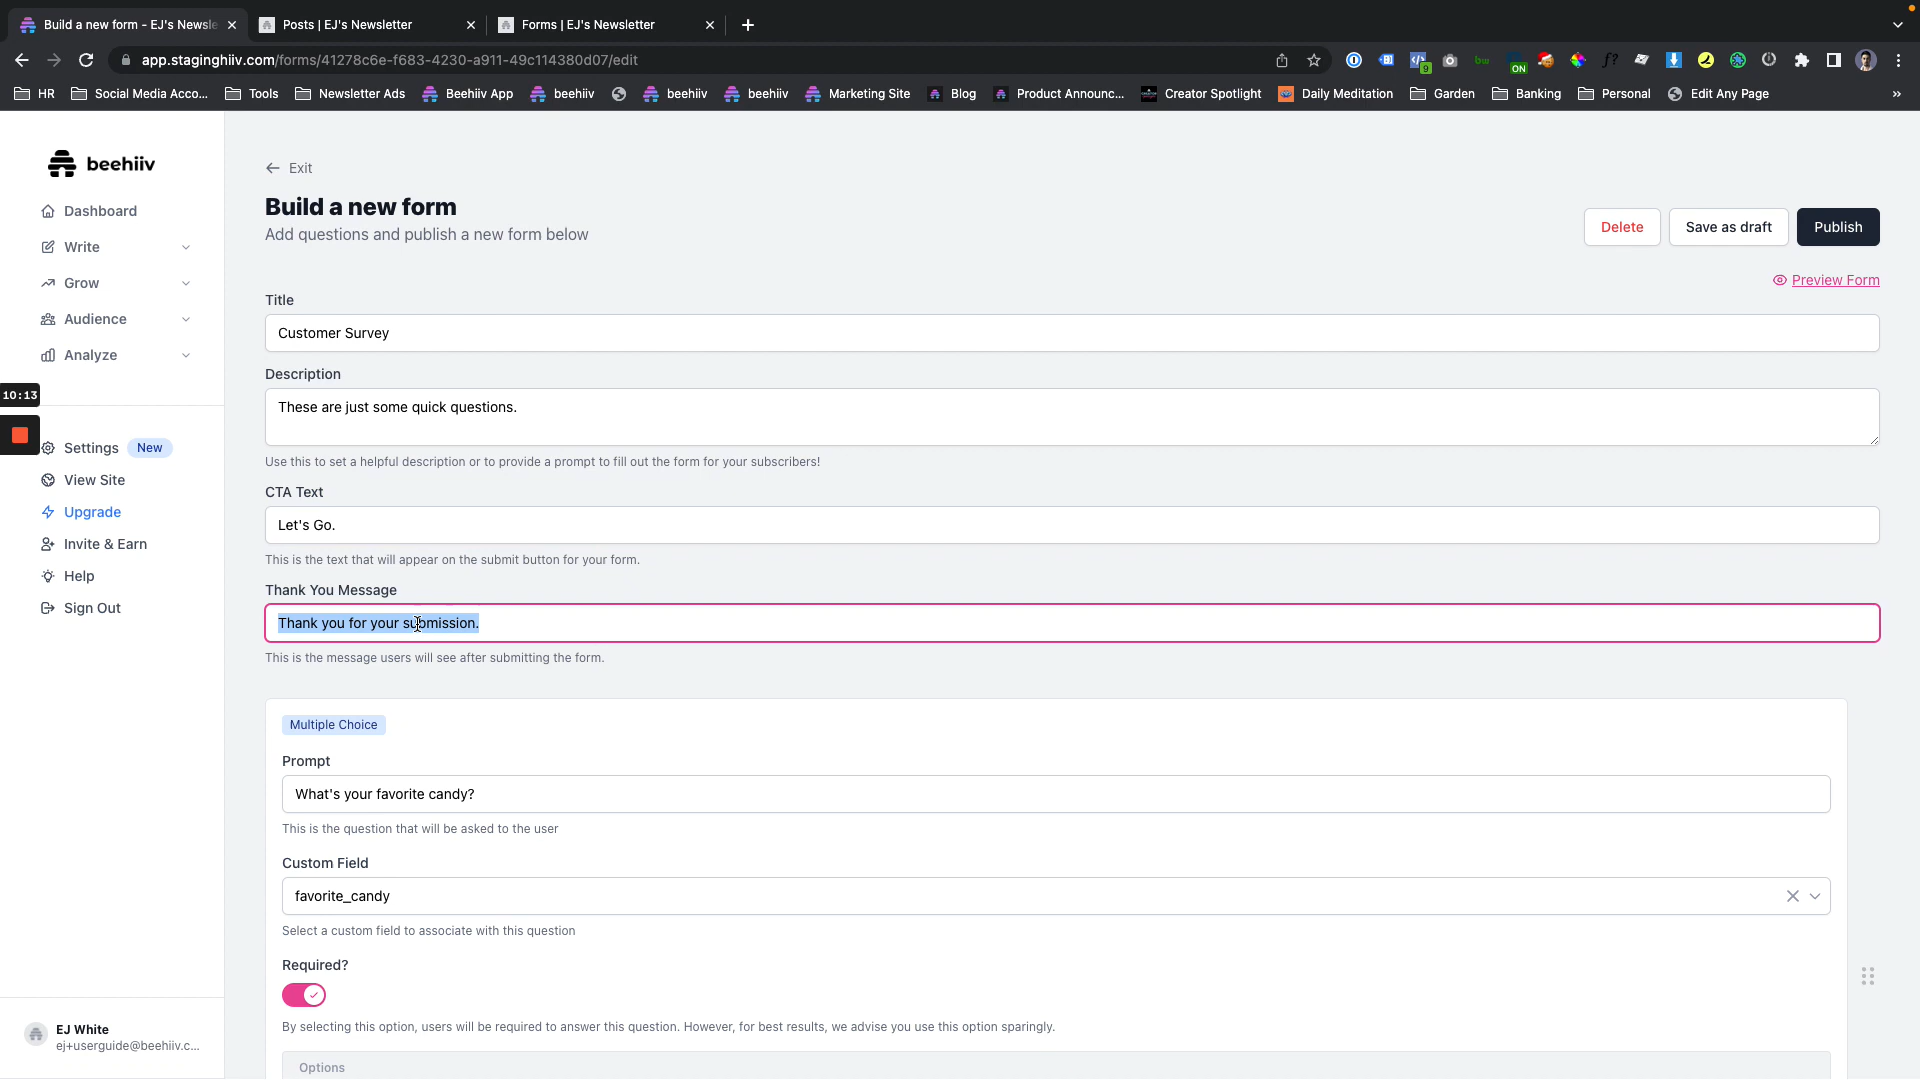 Build a new form - EJ's Newsle
Posts | EJ's Newsletter
Forms | EJ's Newsletter
app.staginghiiv.com/forms/41278c6e-f683-4230-a911-49c114380d07/edit
9
bw
ON
f?
HR
Social Media Acco...
Tools
Newsletter Ads
Beehiiv App
beehiiv
beehiiv
beehiiv
Marketing Site
Blog
Product Announc...
Creator Spotlight
Daily Meditation
Garden
Banking
Personal
Edit Any Page
»
beehiiv
Dashboard
Write
Grow
Audience
Analyze
10:13
Settings New
View Site
Upgrade
Invite & Earn
Help
Sign Out
EJ White
ej+userguide@beehiiv.c...
Exit
Build a new form
Add questions and publish a new form below
Delete
Save as draft
Publish
Preview Form
Title
Customer Survey
Description
These are just some quick questions.
Use this to set a helpful description or to provide a prompt to fill out the form for your subscribers!
CTA Text
Let's Go.
This is the text that will appear on the submit button for your form.
Thank You Message
Thank you for your submission.
This is the message users will see after submitting the form.
Multiple Choice
Prompt
What's your favorite candy?
This is the question that will be asked to the user
Custom Field
favorite_candy
Select a custom field to associate with this question
Required?
By selecting this option, users will be required to answer this question. However, for best results, we advise you use this option sparingly.
Options